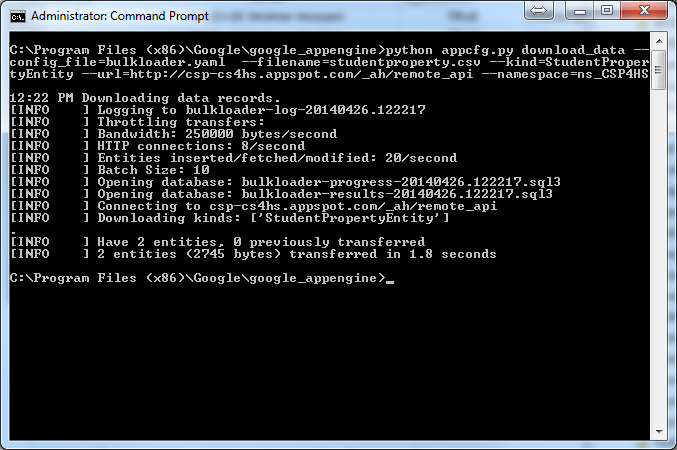 Administrator: Command Prompt
C:\Program Files (x86)\Google\google_appengine>python appcfg.py download_data --
config_file=bulkloader.yaml  --filename=studentproperty.csv --kind=StudentProper
tyEntity --url=http://csp-cs4hs.appspot.com/_ah/remote_api --namespace=ns_CSP4HS
12:22 PM Downloading data records.
[INFO    ] Logging to bulkloader-log-20140426.122217
[INFO    ] Throttling transfers:
[INFO    ] Bandwidth: 250000 bytes/second
[INFO    ] HTTP connections: 8/second
[INFO    ] Entities inserted/fetched/modified: 20/second
[INFO    ] Batch Size: 10
[INFO    ] Opening database: bulkloader-progress-20140426.122217.sql3
[INFO    ] Opening database: bulkloader-results-20140426.122217.sql3
[INFO    ] Connecting to csp-cs4hs.appspot.com/_ah/remote_api
[INFO    ] Downloading kinds: ['StudentPropertyEntity']
.
[INFO    ] Have 2 entities, 0 previously transferred
[INFO    ] 2 entities (2745 bytes) transferred in 1.8 seconds
C:\Program Files (x86)\Google\google_appengine>_